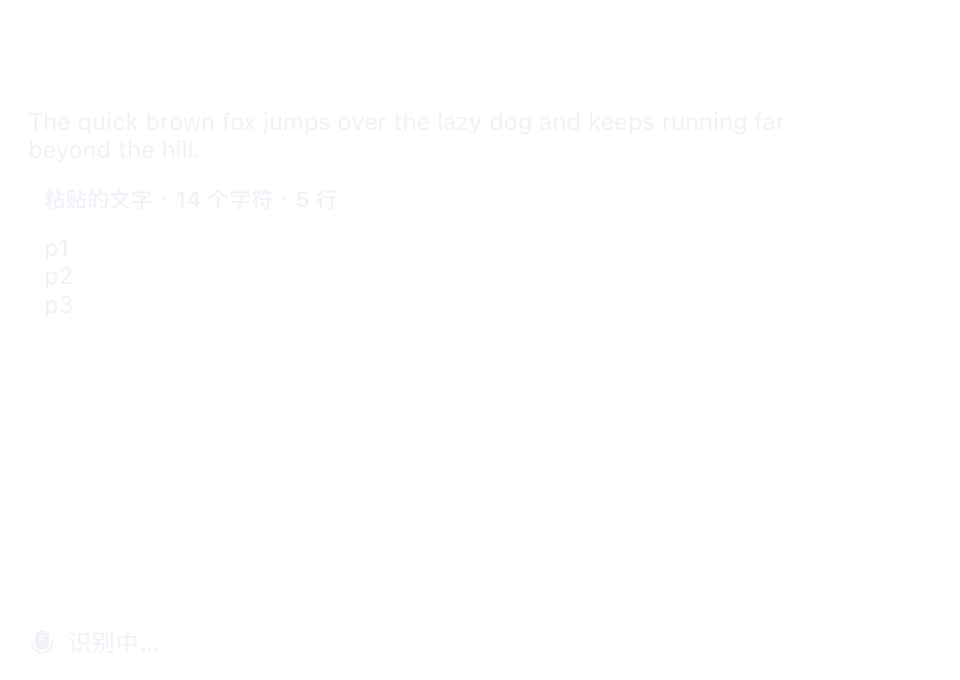 The quick brown fox jumps over the lazy dog and keeps running far
beyond the hill.
粘贴的文字 · 14 个字符 · 5 行
p1
p2
p3
识别中...